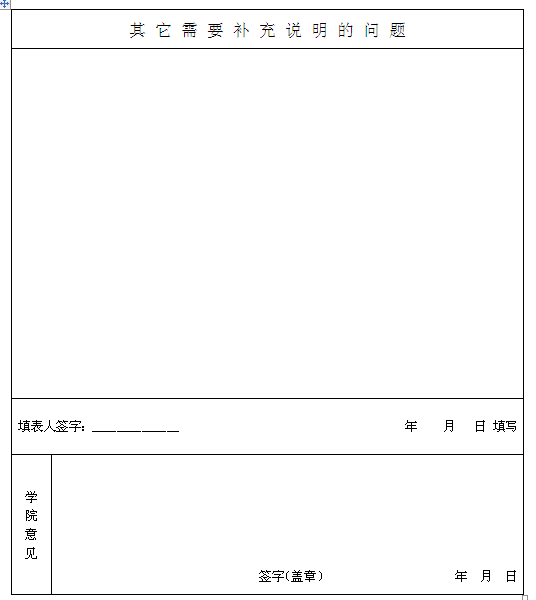 其它需要补充说明的问题
填表人签字：______________ 年 月 日 填写
学
院
意
见
签字（盖章） 年 月 日